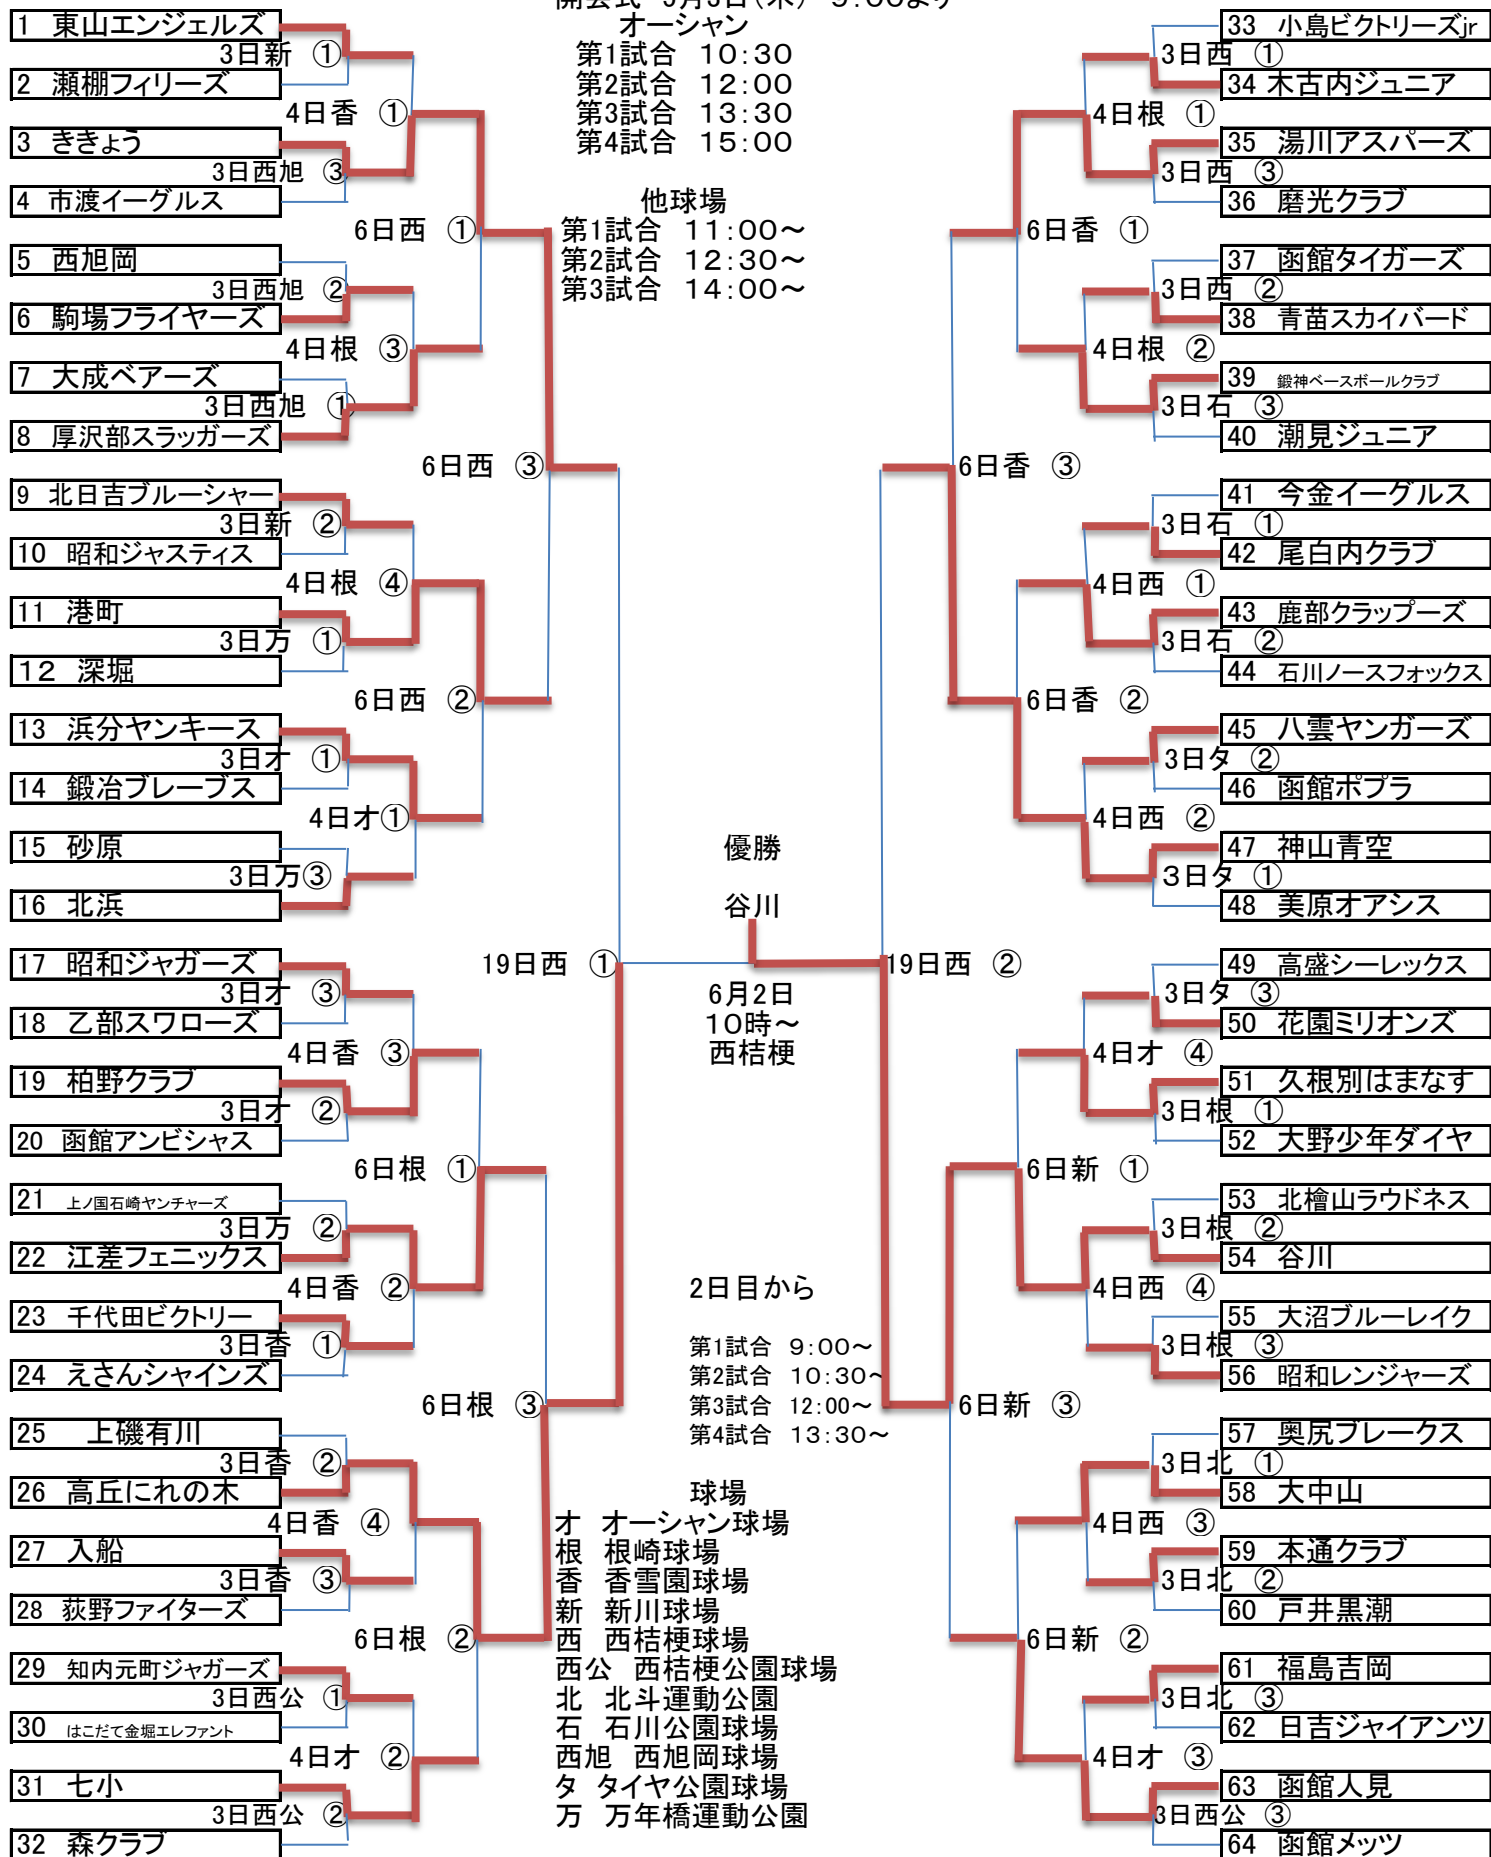 開会式 5月3日(木) 9:00より
オーシャン
第1試合 10:30
第2試合 12:00
第3試合 13:30
第4試合 15:00
他球場
第1試合 11:00～
第2試合 12:30～
第3試合 14:00～
1 東山エンジェルズ
3日新 ①
2 瀬棚フィリーズ
4日香 ①
3 ききょう
3日西旭 ③
4 市渡イーグルス
6日西 ①
5 西旭岡
3日西旭 ②
6 駒場フライヤーズ
4日根 ③
7 大成ベアーズ
3日西旭 ①
8 厚沢部スラッガーズ
6日西 ③
9 北日吉ブルーシャー
3日新 ②
10 昭和ジャスティス
4日根 ④
11 港町
3日万 ①
12 深堀
6日西 ②
13 浜分ヤンキース
3日オ ①
14 鍛冶ブレーブス
4日オ①
15 砂原
3日万③
16 北浜
19日西 ①
17 昭和ジャガーズ
3日オ ③
18 乙部スワローズ
4日香 ③
19 柏野クラブ
3日オ ②
20 函館アンビシャス
6日根 ①
21 上ノ国石崎ヤンチャーズ
3日万 ②
22 江差フェニックス
4日香 ②
23 千代田ビクトリー
3日香 ①
24 えさんシャインズ
6日根 ③
25 上磯有川
3日香 ②
26 高丘にれの木
4日香 ④
27 入船
3日香 ③
28 荻野ファイターズ
6日根 ②
29 知内元町ジャガーズ
3日西公 ①
30 はこだて金堀エレファント
4日オ ②
31 七小
3日西公 ②
32 森クラブ
優勝
谷川
6月2日
10時～
西桔梗
2日目から
第1試合 9:00～
第2試合 10:30～
第3試合 12:00～
第4試合 13:30～
球場
オ オーシャン球場
根 根崎球場
香 香雪園球場
新 新川球場
西 西桔梗球場
西公 西桔梗公園球場
北 北斗運動公園
石 石川公園球場
西旭 西旭岡球場
タ タイヤ公園球場
万 万年橋運動公園
33 小島ビクトリーズjr
3日西 ①
34 木古内ジュニア
4日根 ①
35 湯川アスパーズ
3日西 ③
36 磨光クラブ
6日香 ①
37 函館タイガーズ
3日西 ②
38 青苗スカイバード
4日根 ②
39 鍛神ベースボールクラブ
3日石 ③
40 潮見ジュニア
6日香 ③
41 今金イーグルス
3日石 ①
42 尾白内クラブ
4日西 ①
43 鹿部クラップーズ
3日石 ②
44 石川ノースフォックス
6日香 ②
45 八雲ヤンガーズ
3日タ ②
46 函館ポプラ
4日西 ②
47 神山青空
3日タ ①
48 美原オアシス
19日西 ②
49 高盛シーレックス
3日タ ③
50 花園ミリオンズ
4日オ ④
51 久根別はまなす
3日根 ①
52 大野少年ダイヤ
6日新 ①
53 北檜山ラウドネス
3日根 ②
54 谷川
4日西 ④
55 大沼ブルーレイク
3日根 ③
56 昭和レンジャーズ
6日新 ③
57 奥尻ブレークス
3日北 ①
58 大中山
4日西 ③
59 本通クラブ
3日北 ②
60 戸井黒潮
6日新 ②
61 福島吉岡
3日北 ③
62 日吉ジャイアンツ
4日オ ③
63 函館人見
3日西公 ③
64 函館メッツ